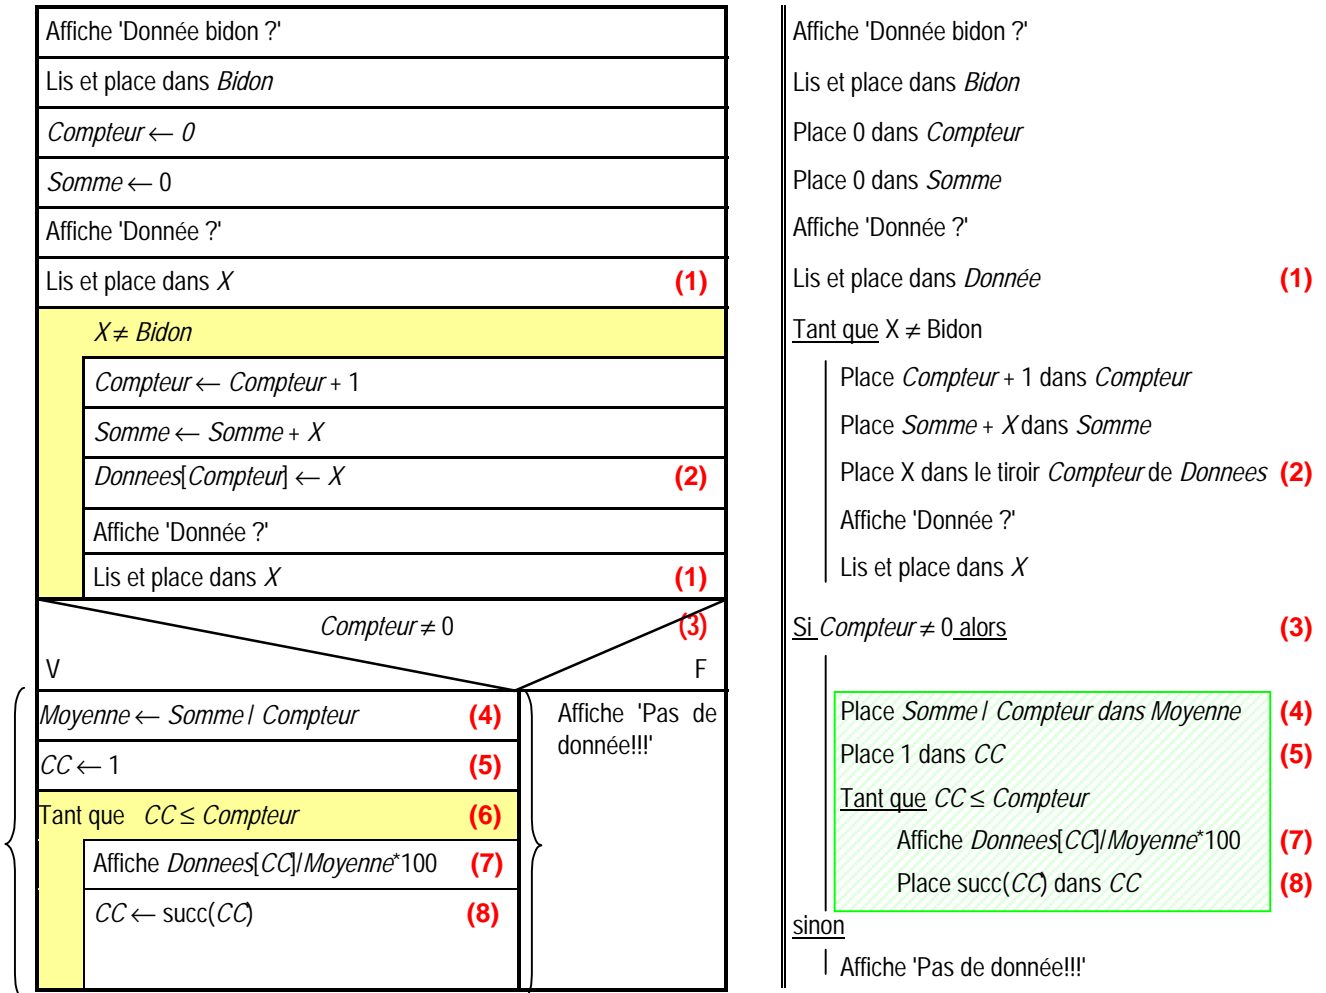 Affiche 'Donnée bidon ?'
Lis et place dans Bidon
Compteur ← 0
Somme ← 0
Affiche 'Donnée ?'
Lis et place dans X (1)
X ≠ Bidon
Compteur ← Compteur + 1
Somme ← Somme + X
Donnees[Compteur] ← X (2)
Affiche 'Donnée ?'
Lis et place dans X (1)
Compteur ≠ 0 (3)
V F
Moyenne ← Somme / Compteur (4)
CC ← 1 (5)
Tant que CC ≤ Compteur (6)
Affiche Donnees[CC]/Moyenne*100 (7)
CC ← succ(CC) (8)
Affiche 'Pas de
donnée!!!'
Affiche 'Donnée bidon ?'
Lis et place dans Bidon
Place 0 dans Compteur
Place 0 dans Somme
Affiche 'Donnée ?'
Lis et place dans Donnée (1)
Tant que X ≠ Bidon
Place Compteur + 1 dans Compteur
Place Somme + X dans Somme
Place X dans le tiroir Compteur de Donnees (2)
Affiche 'Donnée ?'
Lis et place dans X
Si Compteur ≠ 0 alors (3)
Place Somme / Compteur dans Moyenne (4)
Place 1 dans CC (5)
Tant que CC ≤ Compteur
Affiche Donnees[CC]/Moyenne*100 (7)
Place succ(CC) dans CC (8)
sinon
Affiche 'Pas de donnée!!!'